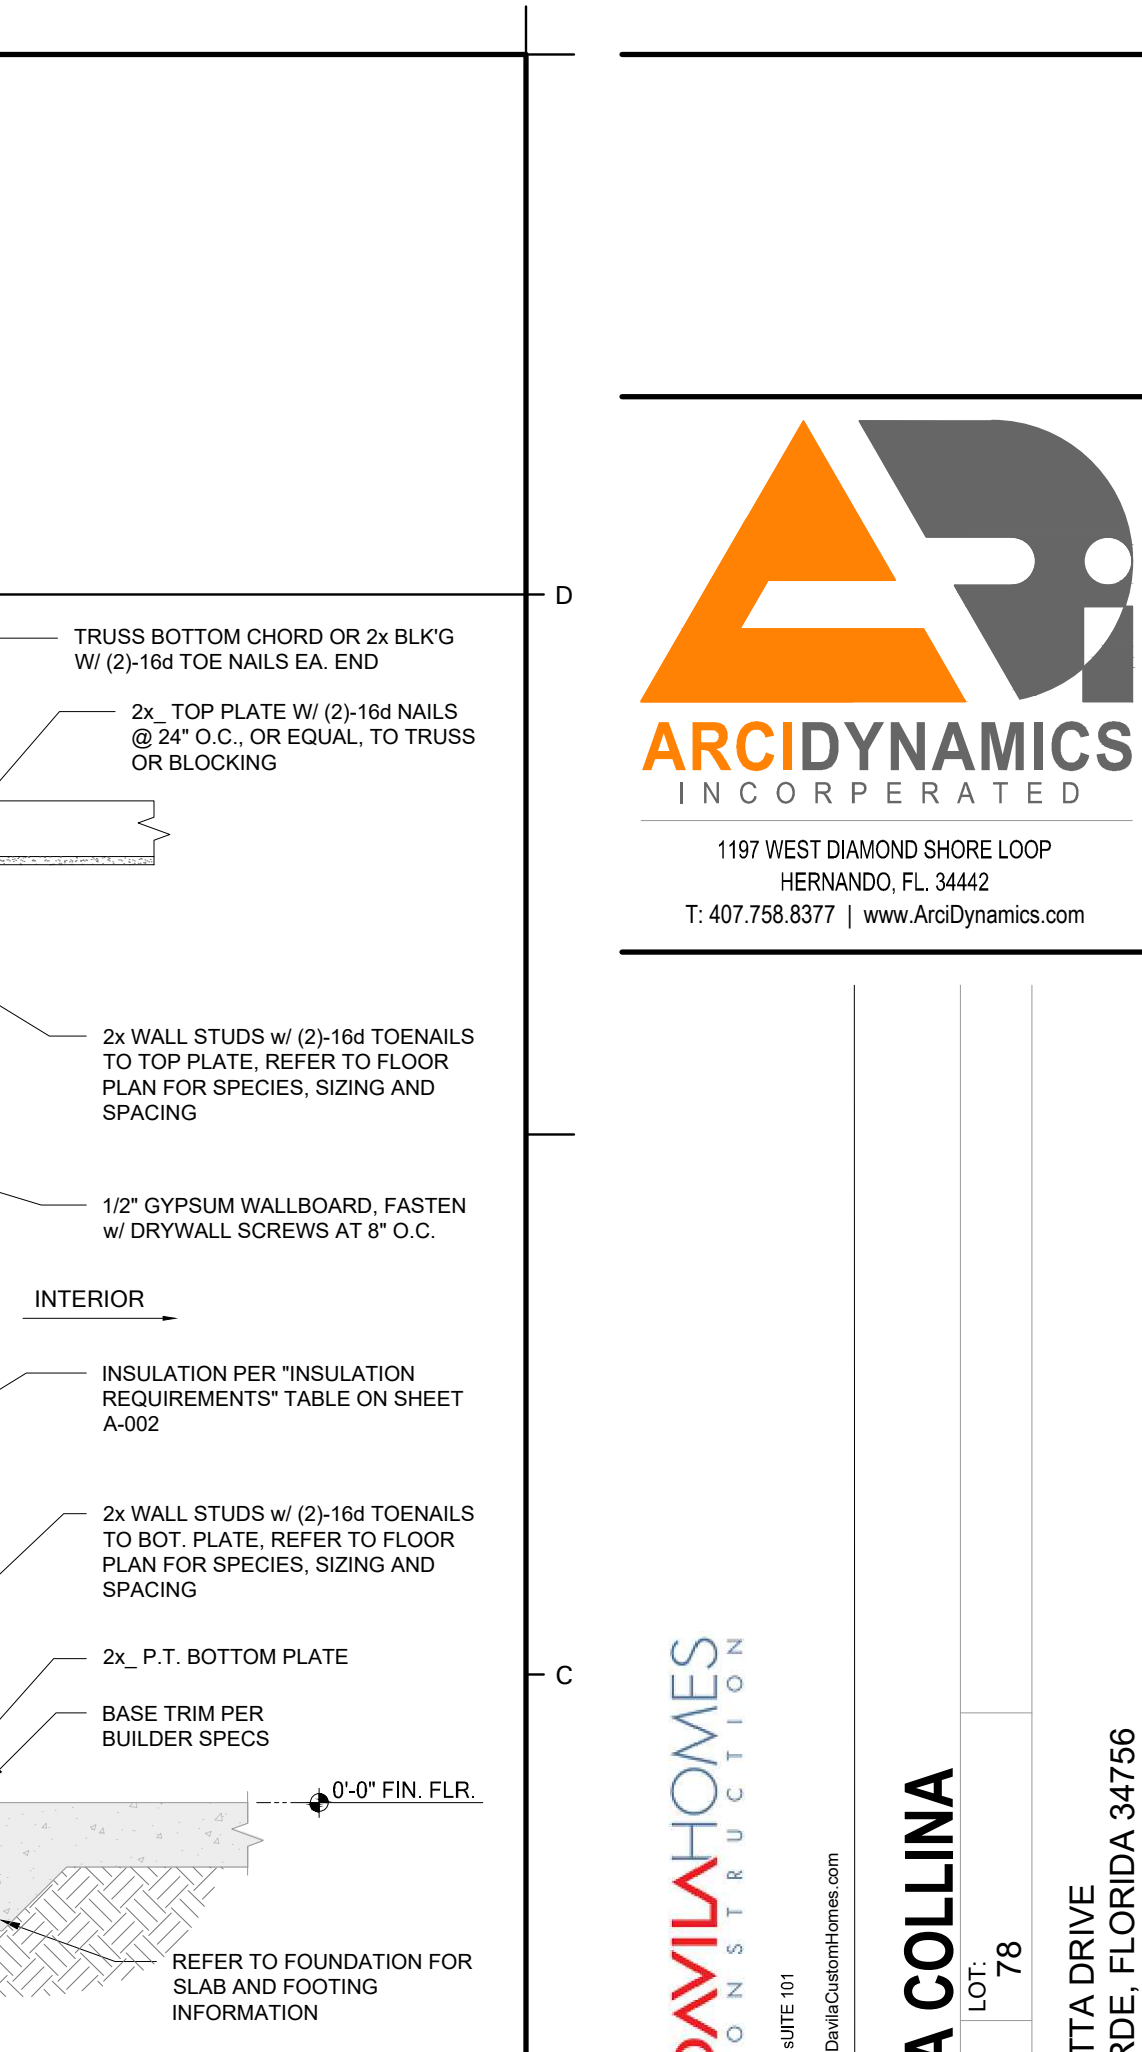 D
TRUSS BOTTOM CHORD OR 2x BLK'G
W/ (2)-16d TOE NAILS EA. END
2x_ TOP PLATE W/ (2)-16d NAILS
@ 24" O.C., OR EQUAL, TO TRUSS
OR BLOCKING
2x WALL STUDS w/ (2)-16d TOENAILS
TO TOP PLATE, REFER TO FLOOR
PLAN FOR SPECIES, SIZING AND
SPACING
1/2" GYPSUM WALLBOARD, FASTEN
w/ DRYWALL SCREWS AT 8" O.C.
INTERIOR
INSULATION PER "INSULATION
REQUIREMENTS" TABLE ON SHEET
A-002
2x WALL STUDS w/ (2)-16d TOENAILS
TO BOT. PLATE, REFER TO FLOOR
PLAN FOR SPECIES, SIZING AND
SPACING
2x_ P.T. BOTTOM PLATE
C
BASE TRIM PER
BUILDER SPECS
0'-0" FIN. FLR.
REFER TO FOUNDATION FOR
SLAB AND FOOTING
INFORMATION
ARCIDYNAMICS
INCORPERATED
1197 WEST DIAMOND SHORE LOOP
HERNANDO, FL. 34442
T: 407.758.8377 | www.ArciDynamics.com
DAVILAHOMES
ONSTRUCTION
sUITE 101
DavilaCustomHomes.com
A COLLINA
LOT:
78
TTA DRIVE
RDE, FLORIDA 34756